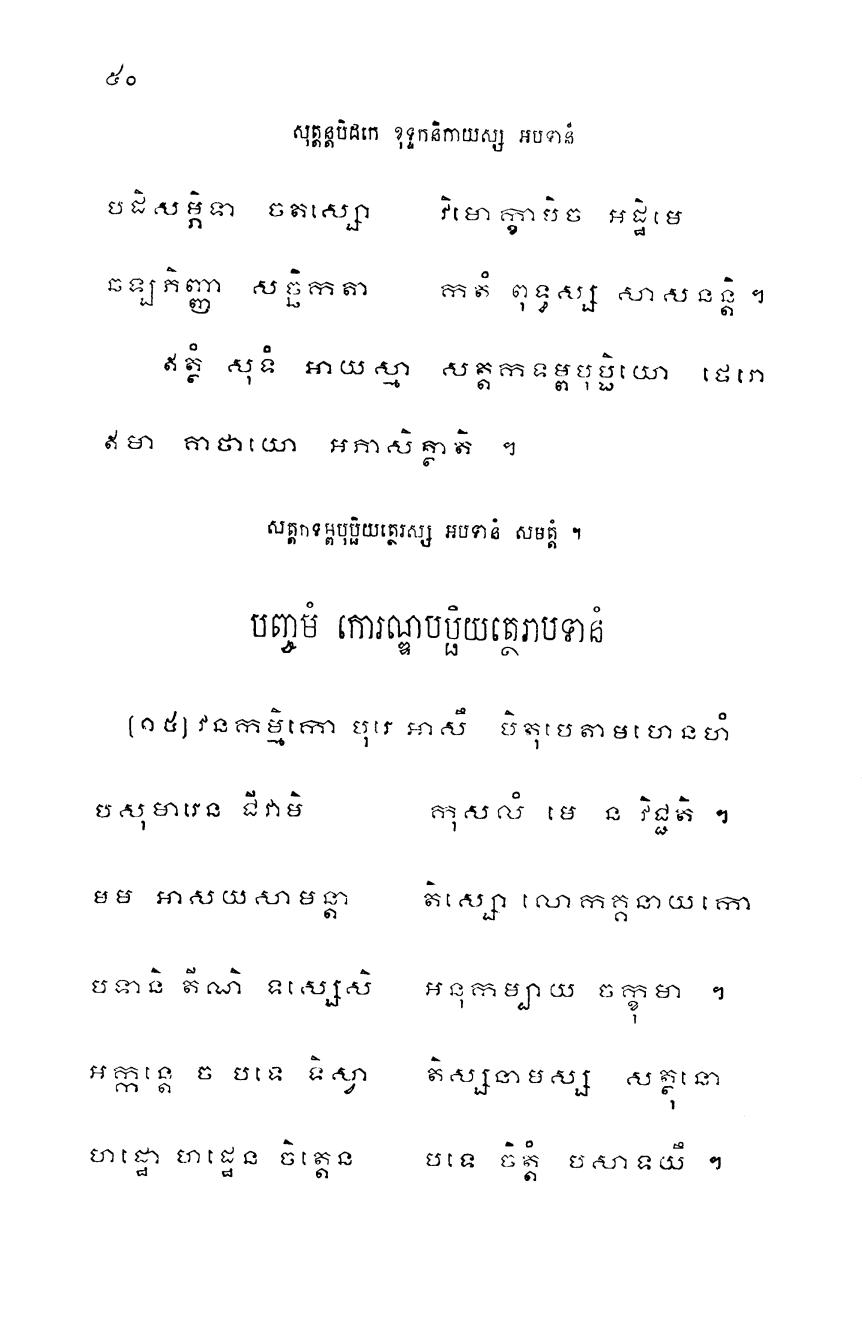 ៥០
សុត្តន្តបិដកេ ខុទ្ទកនិកាយស្ស អបទានំ
បដិសម្ភិទា ចតស្សោ វិមោក្ខាបិច អដ្ឋិមេ
ឆឡ្បភិញ្ញា សច្ឆិកតា កតំ ពុទ្ធស្ស សាសនន្តិ ។
ឥត្ថំ សុទំ អាយស្មា សត្តកទម្ពបុប្ផិយោ ថេរោ
ឥមា គាថាយោ អភាសិត្ថាតិ ។
សត្តកទម្ពបុប្ផិយត្ថេរស្ស អបទានំ សមត្តំ ។
បញ្ចមំ កោរណ្ឌបប្ផិយត្ថេរាបទានំ
[១៥] វនកម្មិកោ បុរេ អាសឹ បិតុបេតាមហេនហំ
បសុមារេន ជីវាមិ កុសលំ មេ ន វិជ្ជតិ ។
មម អាសយសាមន្តា តិស្សោ លោកគ្គនាយកោ
បទានិ តីណិ ទស្សេសិ អនុកម្បាយ ចក្ខុមា ។
អក្កន្តេ ច បទេ ទិស្វា តិស្សនាមស្ស សត្ថុនោ
ហដ្ឋោ ហដ្ឋេន ចិត្តេន បទេ ចិត្តំ បសាទយឹ ។